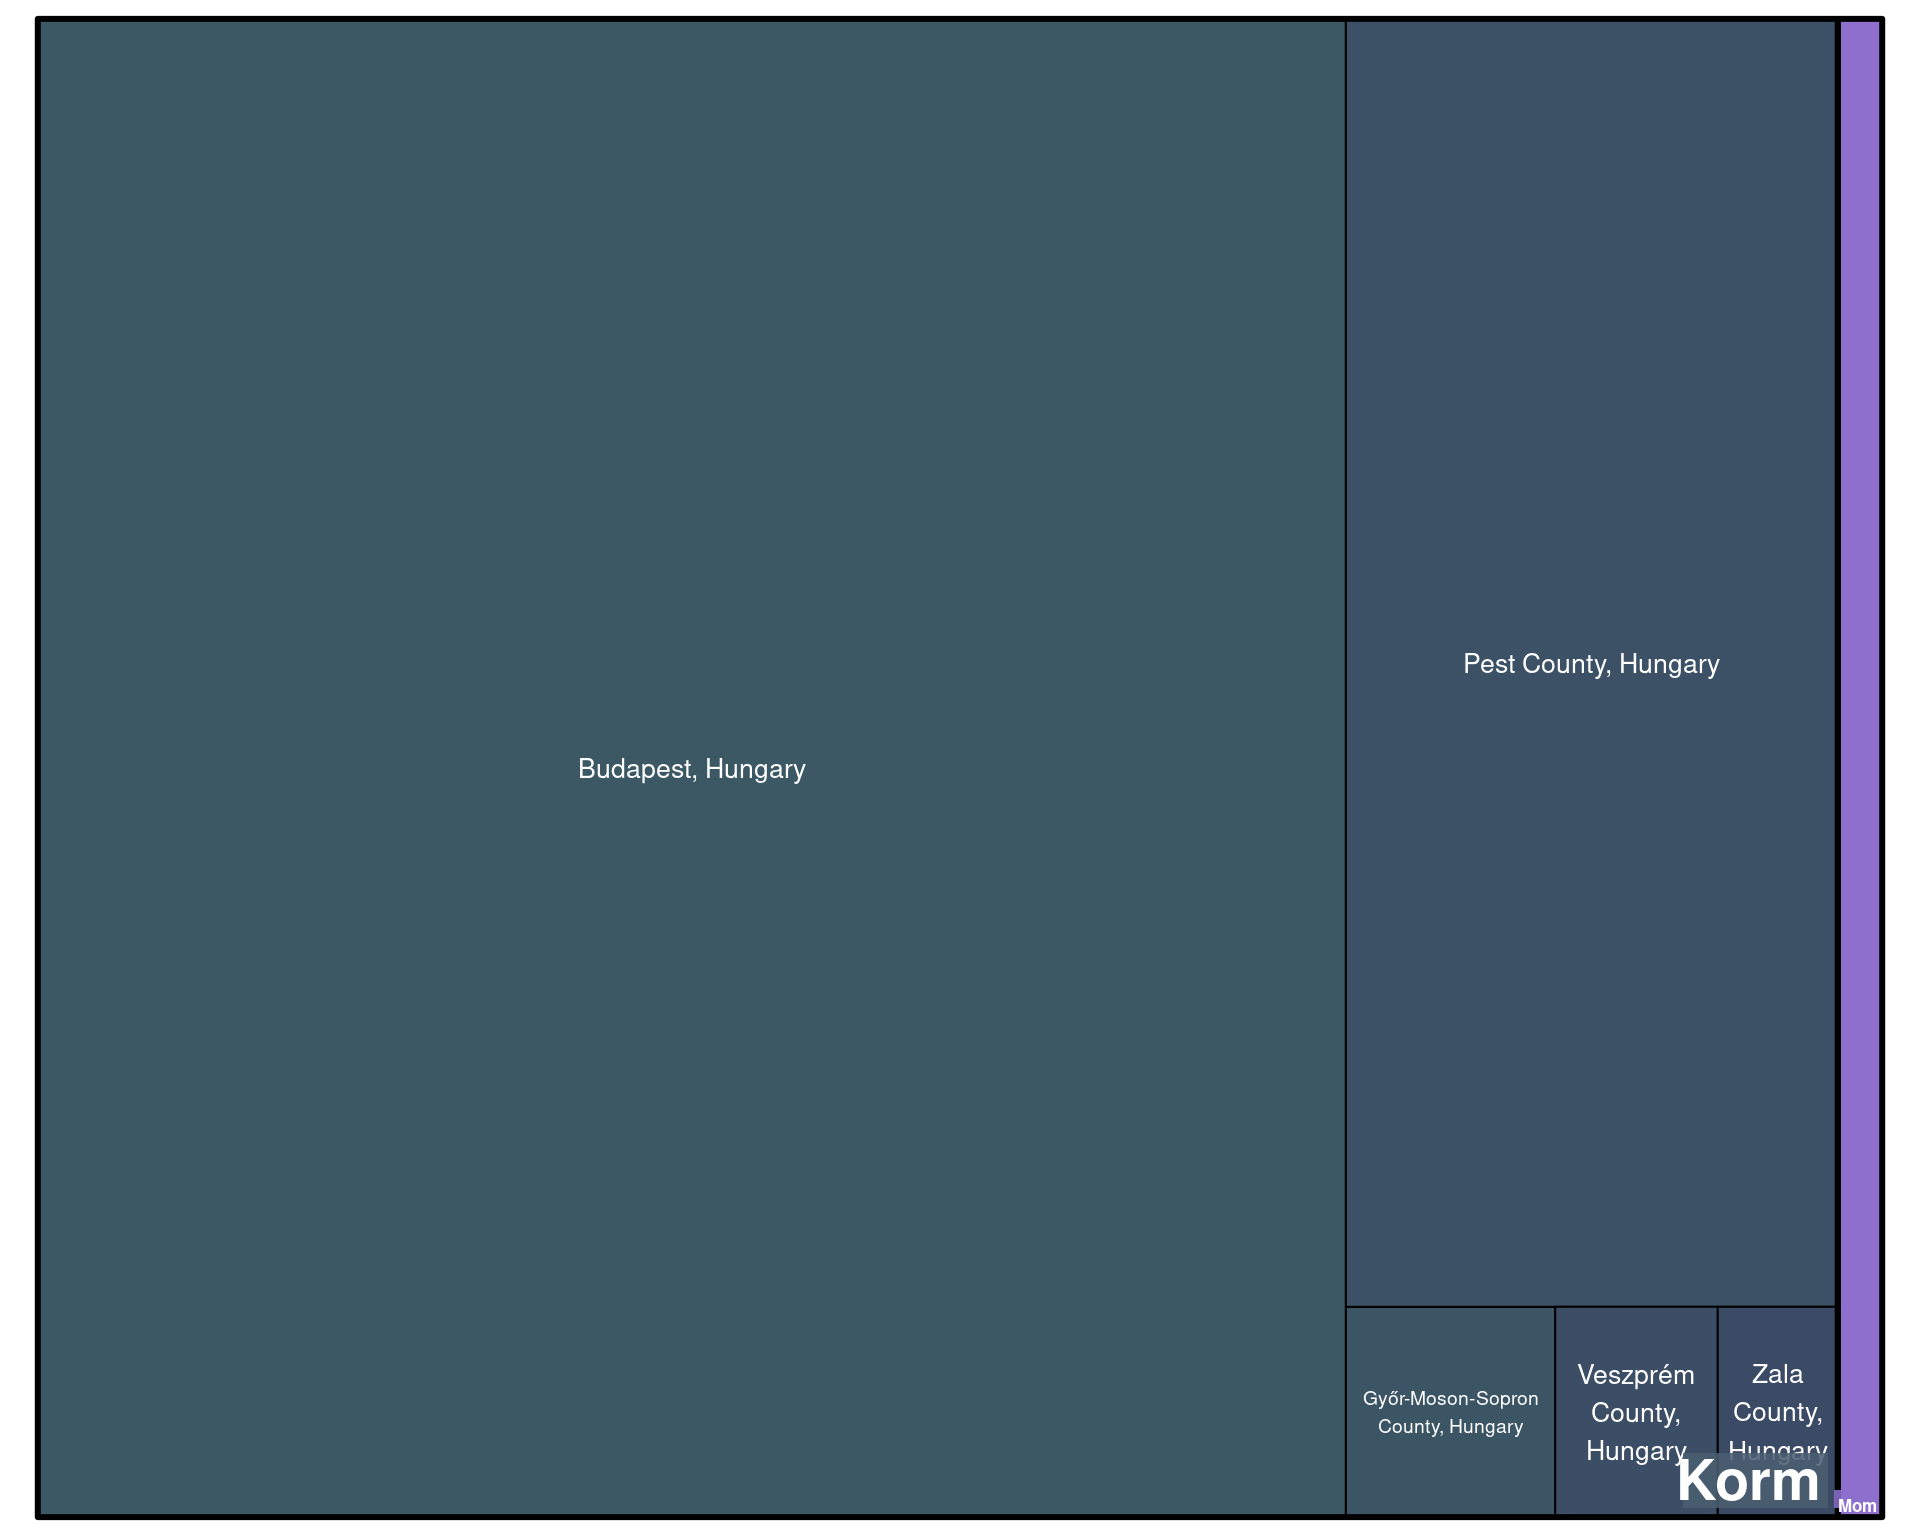 Budapest, Hungary
Pest County, Hungary
Győr-Moson-Sopron
County, Hungary
Veszprém
County,
Hungary
Zala
County,
Hungary
Korm
Mom